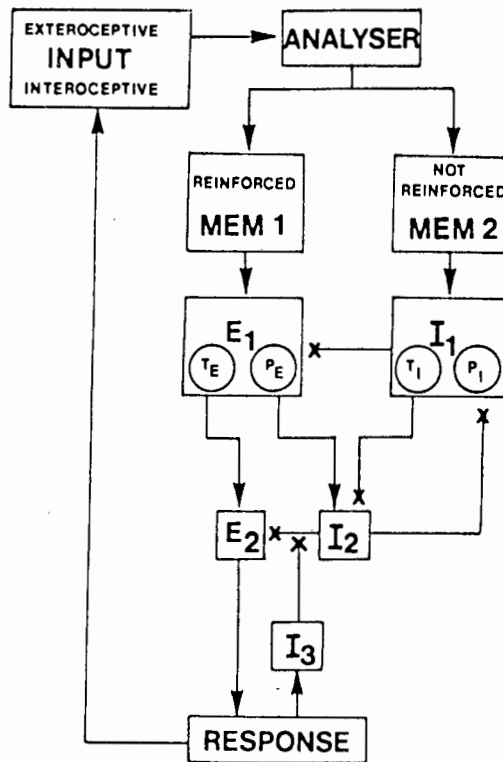 EXTEROCEPTIVE
INPUT
INTEROCEPTIVE
ANALYSER
REINFORCED
MEM 1
NOT
REINFORCED
MEM 2
E1
TE PE
I1
TI PI
E2
I2
I3
RESPONSE